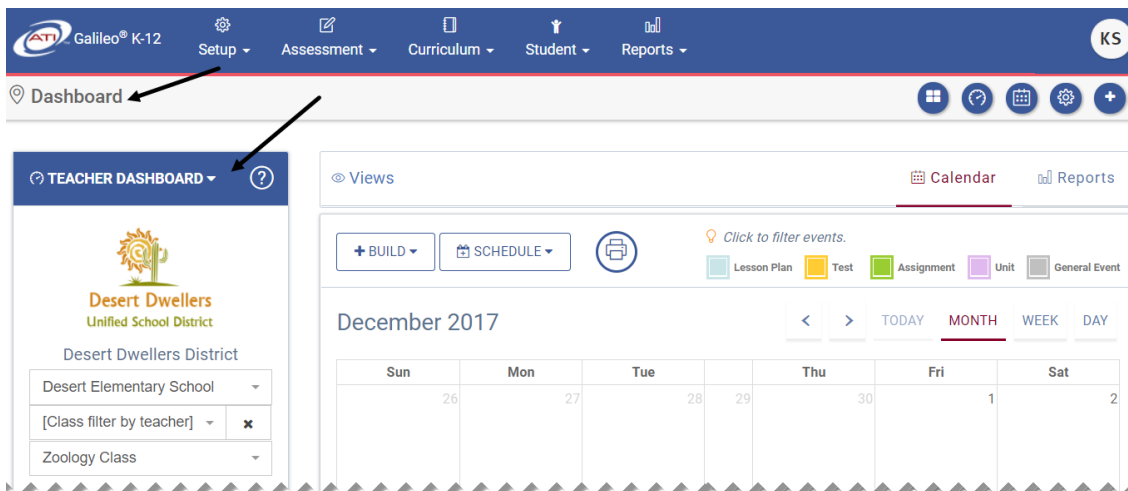 ATI Galileo® K-12
Setup
Assessment
Curriculum
Student
Reports
KS
Dashboard
TEACHER DASHBOARD
?
Desert Dwellers
Unified School District
Desert Dwellers District
Desert Elementary School
[Class filter by teacher]
Zoology Class
Views
Calendar
Reports
+ BUILD
SCHEDULE
Click to filter events.
Lesson Plan
Test
Assignment
Unit
General Event
December 2017
< >
TODAY
MONTH
WEEK
DAY
Sun Mon Tue Thu Fri Sat
26 27 28 29 30 1 2